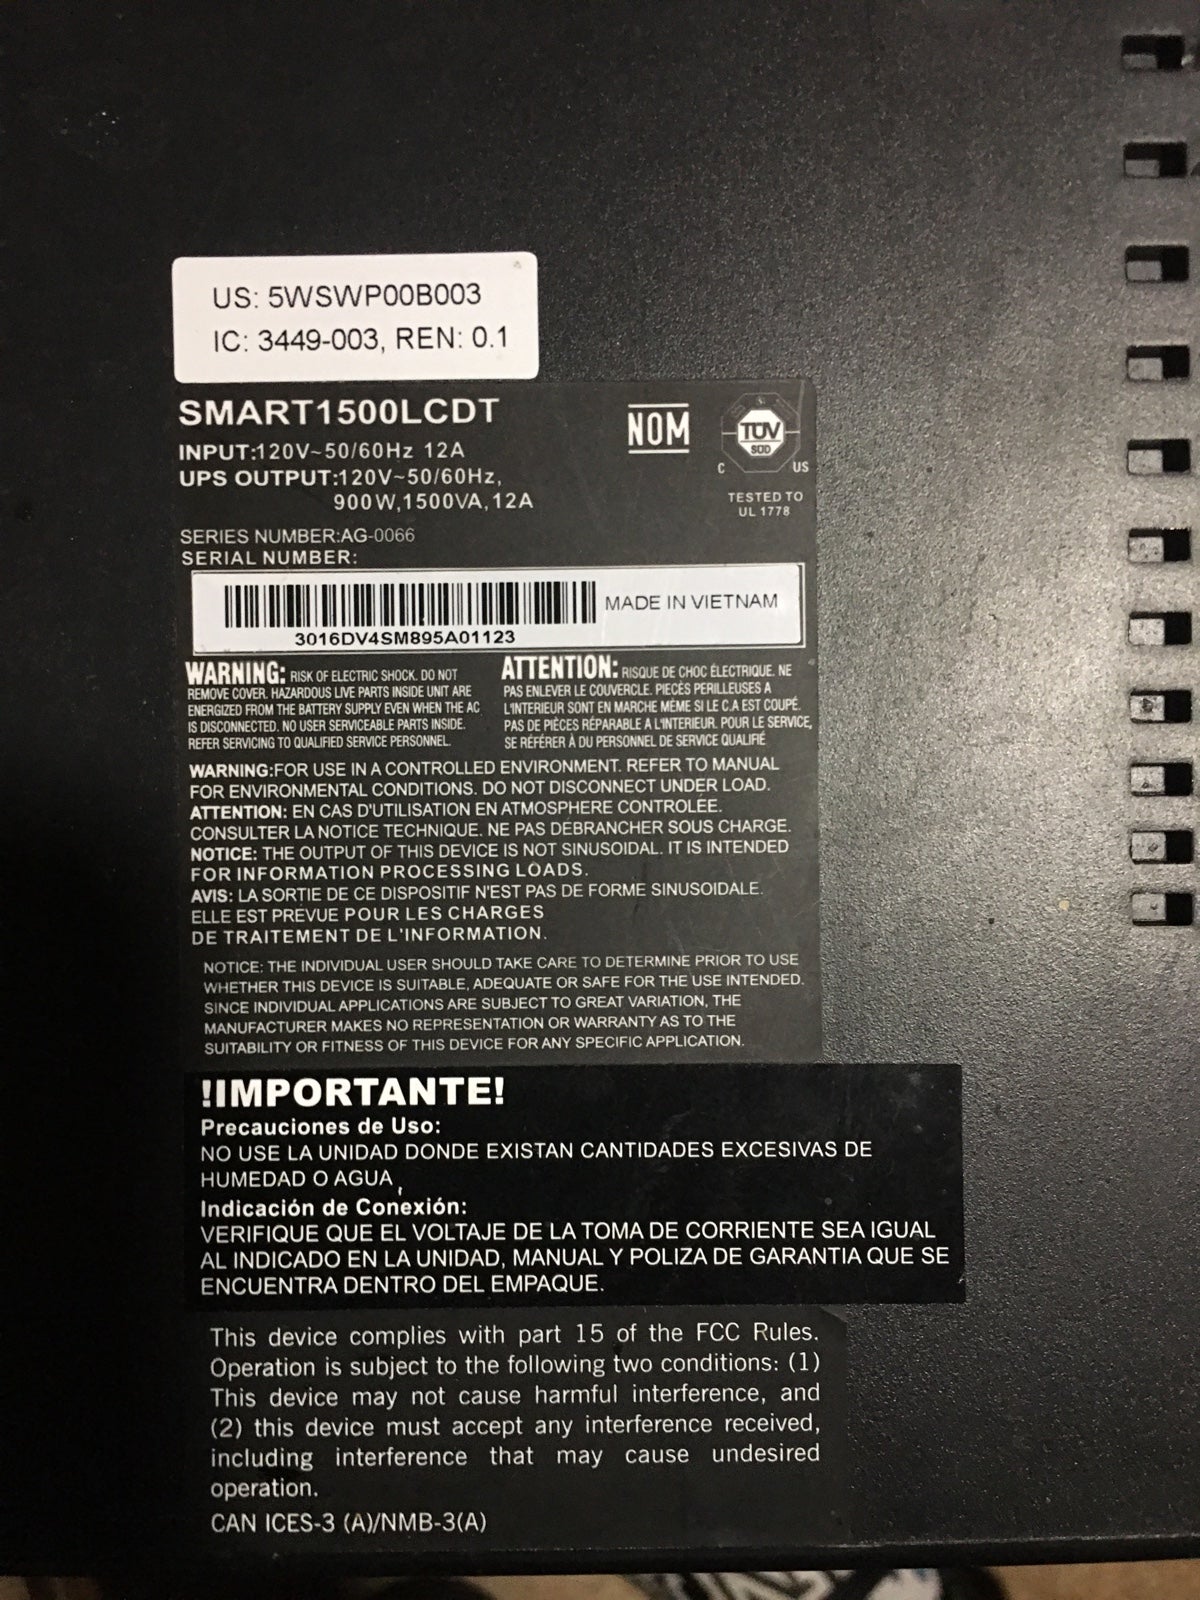 US: 5WSWP00B003
IC: 3449-003, REN: 0.1
SMART1500LCDT
INPUT:120V~50/60Hz 12A
UPS OUTPUT:120V~50/60Hz,
900W,1500VA,12A
NOM
TÜV
SÜD
C US
TESTED TO
UL 1778
SERIES NUMBER:AG-0066
SERIAL NUMBER:
MADE IN VIETNAM
3016DV4SM895A01123
WARNING: RISK OF ELECTRIC SHOCK. DO NOT
REMOVE COVER. HAZARDOUS LIVE PARTS INSIDE UNIT ARE
ENERGIZED FROM THE BATTERY SUPPLY EVEN WHEN THE AC
IS DISCONNECTED. NO USER SERVICEABLE PARTS INSIDE.
REFER SERVICING TO QUALIFIED SERVICE PERSONNEL.
ATTENTION: RISQUE DE CHOC ÉLECTRIQUE. NE
PAS ENLEVER LE COUVERCLE. PIECÈS PERILLEUSES A
L'INTERIEUR SONT EN MARCHE MÊME SI LE C.A EST COUPÉ.
PAS DE PIÈCES RÉPARABLE A L'INTERIEUR. POUR LE SERVICE,
SE RÉFÉRER À DU PERSONNEL DE SERVICE QUALIFIÉ
WARNING:FOR USE IN A CONTROLLED ENVIRONMENT. REFER TO MANUAL
FOR ENVIRONMENTAL CONDITIONS. DO NOT DISCONNECT UNDER LOAD.
ATTENTION: EN CAS D'UTILISATION EN ATMOSPHERE CONTROLÉE.
CONSULTER LA NOTICE TECHNIQUE. NE PAS DÉBRANCHER SOUS CHARGE.
NOTICE: THE OUTPUT OF THIS DEVICE IS NOT SINUSOIDAL. IT IS INTENDED
FOR INFORMATION PROCESSING LOADS.
AVIS: LA SORTIE DE CE DISPOSITIF N'EST PAS DE FORME SINUSOIDALE.
ELLE EST PRÉVUE POUR LES CHARGES
DE TRAITEMENT DE L'INFORMATION.
NOTICE: THE INDIVIDUAL USER SHOULD TAKE CARE TO DETERMINE PRIOR TO USE
WHETHER THIS DEVICE IS SUITABLE, ADEQUATE OR SAFE FOR THE USE INTENDED.
SINCE INDIVIDUAL APPLICATIONS ARE SUBJECT TO GREAT VARIATION, THE
MANUFACTURER MAKES NO REPRESENTATION OR WARRANTY AS TO THE
SUITABILITY OR FITNESS OF THIS DEVICE FOR ANY SPECIFIC APPLICATION.
!IMPORTANTE!
Precauciones de Uso:
NO USE LA UNIDAD DONDE EXISTAN CANTIDADES EXCESIVAS DE
HUMEDAD O AGUA,
Indicación de Conexión:
VERIFIQUE QUE EL VOLTAJE DE LA TOMA DE CORRIENTE SEA IGUAL
AL INDICADO EN LA UNIDAD, MANUAL Y POLIZA DE GARANTIA QUE SE
ENCUENTRA DENTRO DEL EMPAQUE.
This device complies with part 15 of the FCC Rules.
Operation is subject to the following two conditions: (1)
This device may not cause harmful interference, and
(2) this device must accept any interference received,
including interference that may cause undesired
operation.
CAN ICES-3 (A)/NMB-3(A)